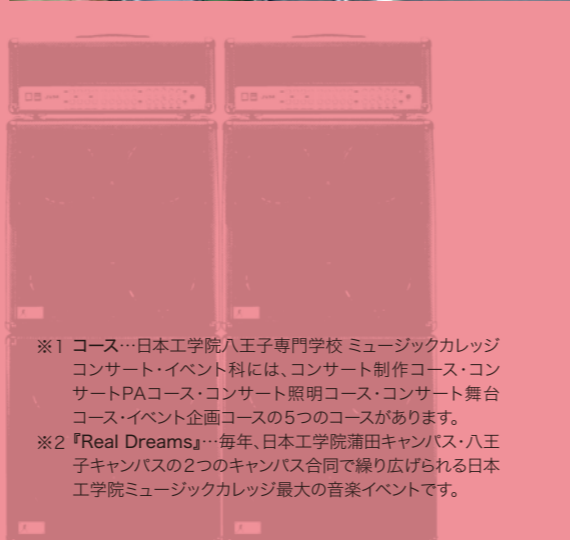 ※1 コース…日本工学院八王子専門学校 ミュージックカレッジ
コンサート・イベント科には、コンサート制作コース・コン
サートPAコース・コンサート照明コース・コンサート舞台
コース・イベント企画コースの5つのコースがあります。
※2 『Real Dreams』…毎年、日本工学院蒲田キャンパス・八王
子キャンパスの2つのキャンパス合同で繰り広げられる日本
工学院ミュージックカレッジ最大の音楽イベントです。